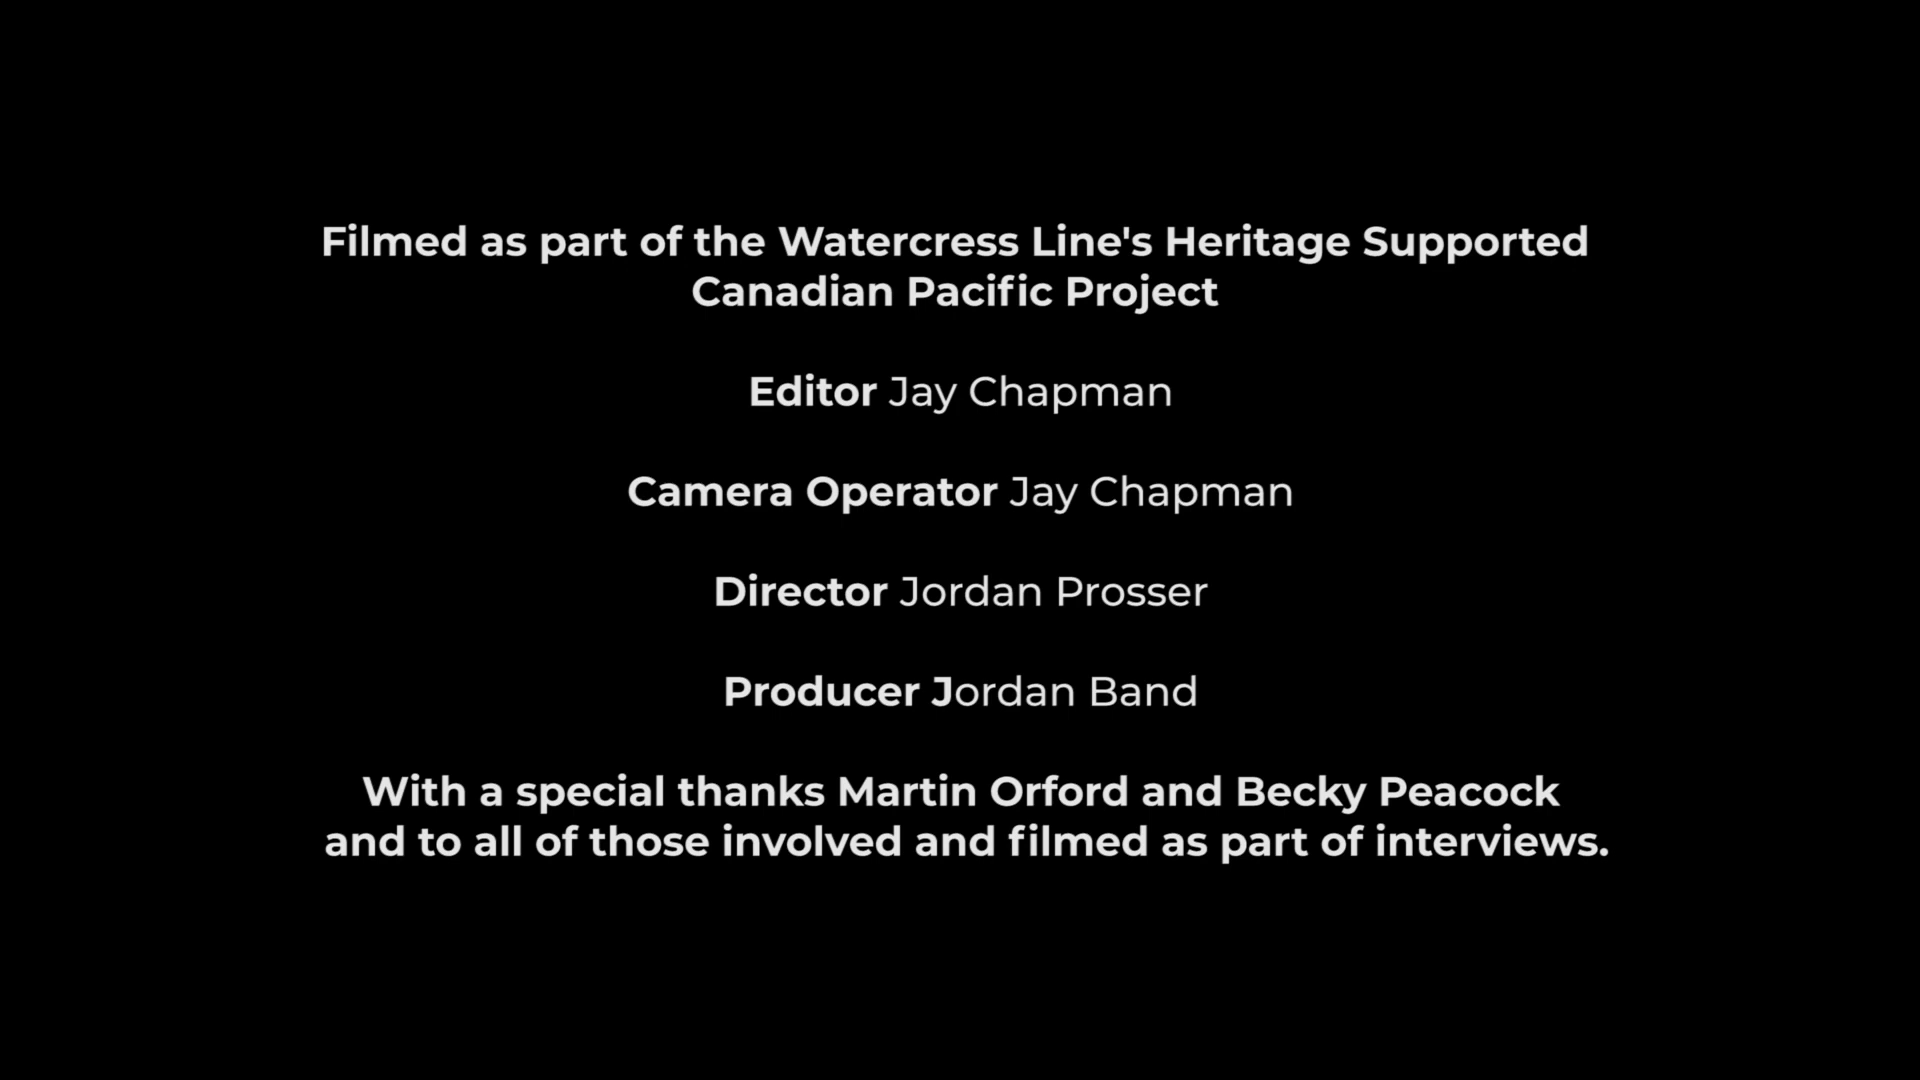 Filmed as part of the Watercress Line's Heritage Supported
Canadian Pacific Project
Editor Jay Chapman
Camera Operator Jay Chapman
Director Jordan Prosser
Producer Jordan Band
With a special thanks Martin Orford and Becky Peacock
and to all of those involved and filmed as part of interviews.